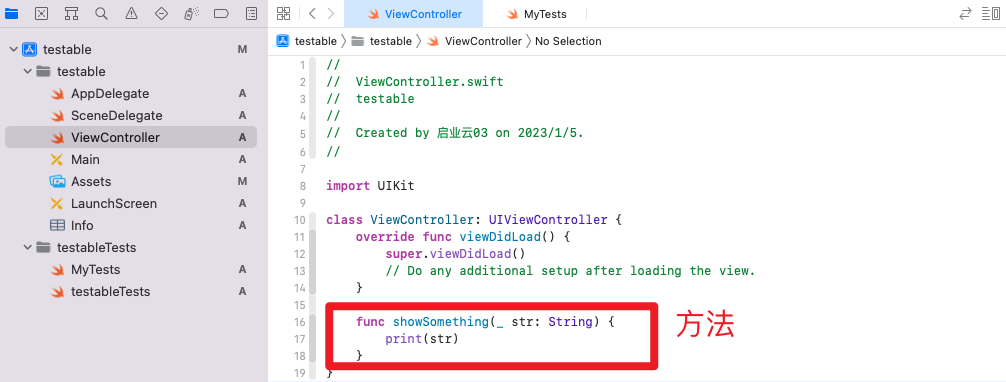 ViewController
MyTests
testable 〉 testable 〉 ViewController 〉 No Selection
testable M
testable
AppDelegate A
SceneDelegate A
ViewController A
Main A
Assets M
LaunchScreen A
Info A
testableTests
MyTests A
testableTests A
1 //
2 //  ViewController.swift
3 //  testable
4 //
5 //  Created by 启业云03 on 2023/1/5.
6 //
7
8 import UIKit
9
10 class ViewController: UIViewController {
11     override func viewDidLoad() {
12         super.viewDidLoad()
13         // Do any additional setup after loading the view.
14     }
15
16     func showSomething(_ str: String) {
17         print(str)
18     }
19 }
方法